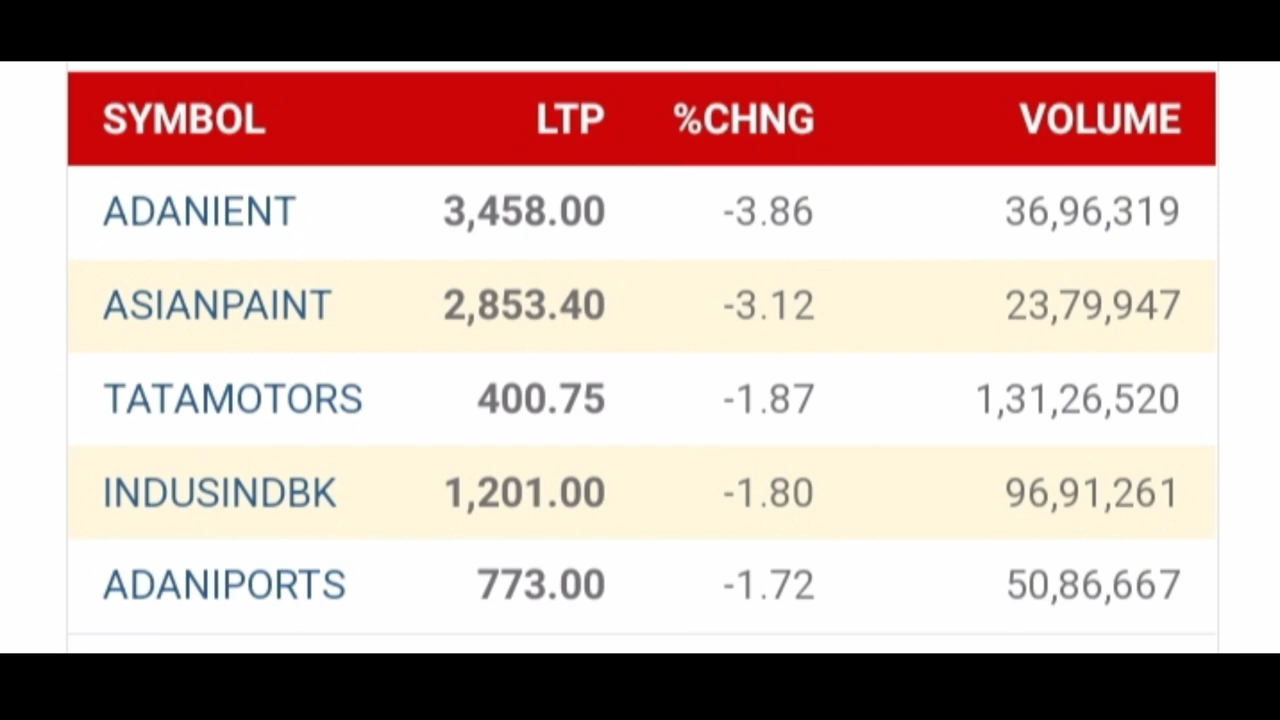 SYMBOL LTP %CHNG VOLUME
ADANIENT 3,458.00 -3.86 36,96,319
ASIANPAINT 2,853.40 -3.12 23,79,947
TATAMOTORS 400.75 -1.87 1,31,26,520
INDUSINDBK 1,201.00 -1.80 96,91,261
ADANIPORTS 773.00 -1.72 50,86,667